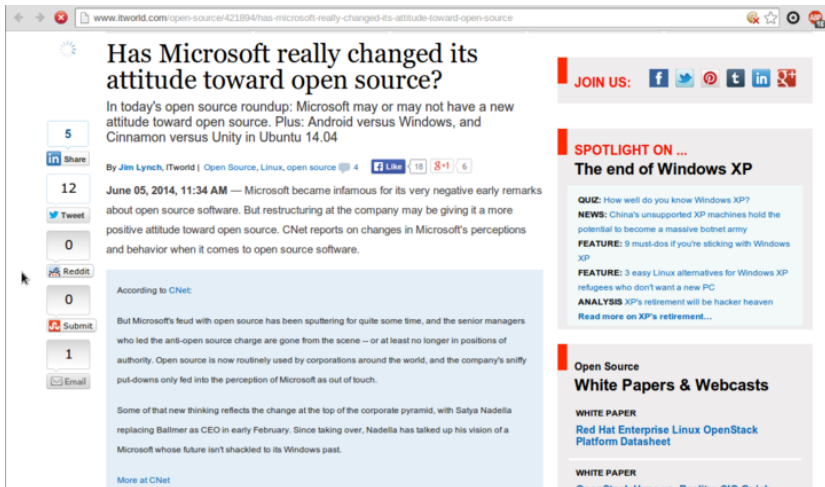 www.itworld.com/open-source/421894/has-microsoft-really-changed-its-attitude-toward-open-source
Has Microsoft really changed its
attitude toward open source?
In today's open source roundup: Microsoft may or may not have a new
attitude toward open source. Plus: Android versus Windows, and
Cinnamon versus Unity in Ubuntu 14.04
By Jim Lynch, ITworld | Open Source, Linux, open source 4 Like 18 g+1 6
June 05, 2014, 11:34 AM — Microsoft became infamous for its very negative early remarks
about open source software. But restructuring at the company may be giving it a more
positive attitude toward open source. CNet reports on changes in Microsoft's perceptions
and behavior when it comes to open source software.
According to CNet:
But Microsoft's feud with open source has been sputtering for quite some time, and the senior managers
who led the anti-open source charge are gone from the scene -- or at least no longer in positions of
authority. Open source is now routinely used by corporations around the world, and the company's sniffy
put-downs only fed into the perception of Microsoft as out of touch.
Some of that new thinking reflects the change at the top of the corporate pyramid, with Satya Nadella
replacing Ballmer as CEO in early February. Since taking over, Nadella has talked up his vision of a
Microsoft whose future isn't shackled to its Windows past.
More at CNet
5
in Share
12
Tweet
0
Reddit
0
Submit
1
Email
JOIN US: f t in g+
SPOTLIGHT ON ...
The end of Windows XP
QUIZ: How well do you know Windows XP?
NEWS: China's unsupported XP machines hold the
potential to become a massive botnet army
FEATURE: 9 must-dos if you're sticking with Windows
XP
FEATURE: 3 easy Linux alternatives for Windows XP
refugees who don't want a new PC
ANALYSIS XP's retirement will be hacker heaven
Read more on XP's retirement...
Open Source
White Papers & Webcasts
WHITE PAPER
Red Hat Enterprise Linux OpenStack
Platform Datasheet
WHITE PAPER